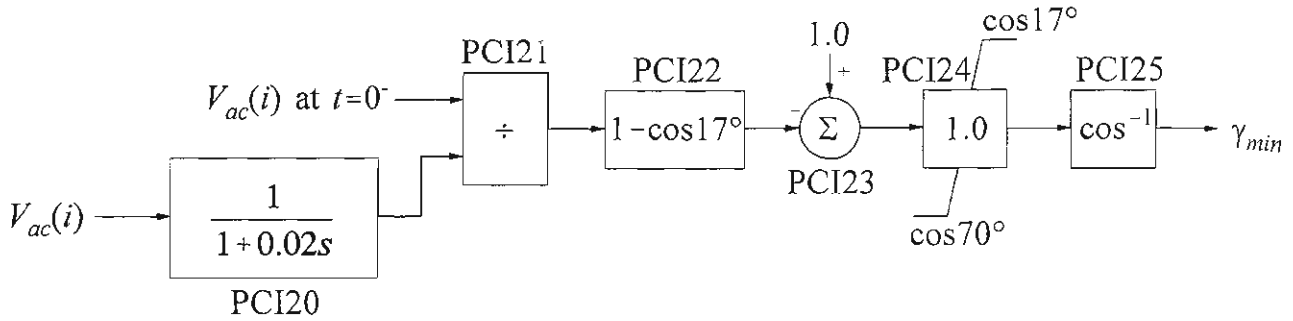 cos17°
1.0
+
PCI21
PCI22
PCI24
PCI25
V_ac(i) at t=0⁻
÷
1−cos17°
−
Σ
1.0
cos⁻¹
γ_min
PCI23
V_ac(i)
1
1+0.02s
cos70°
PCI20